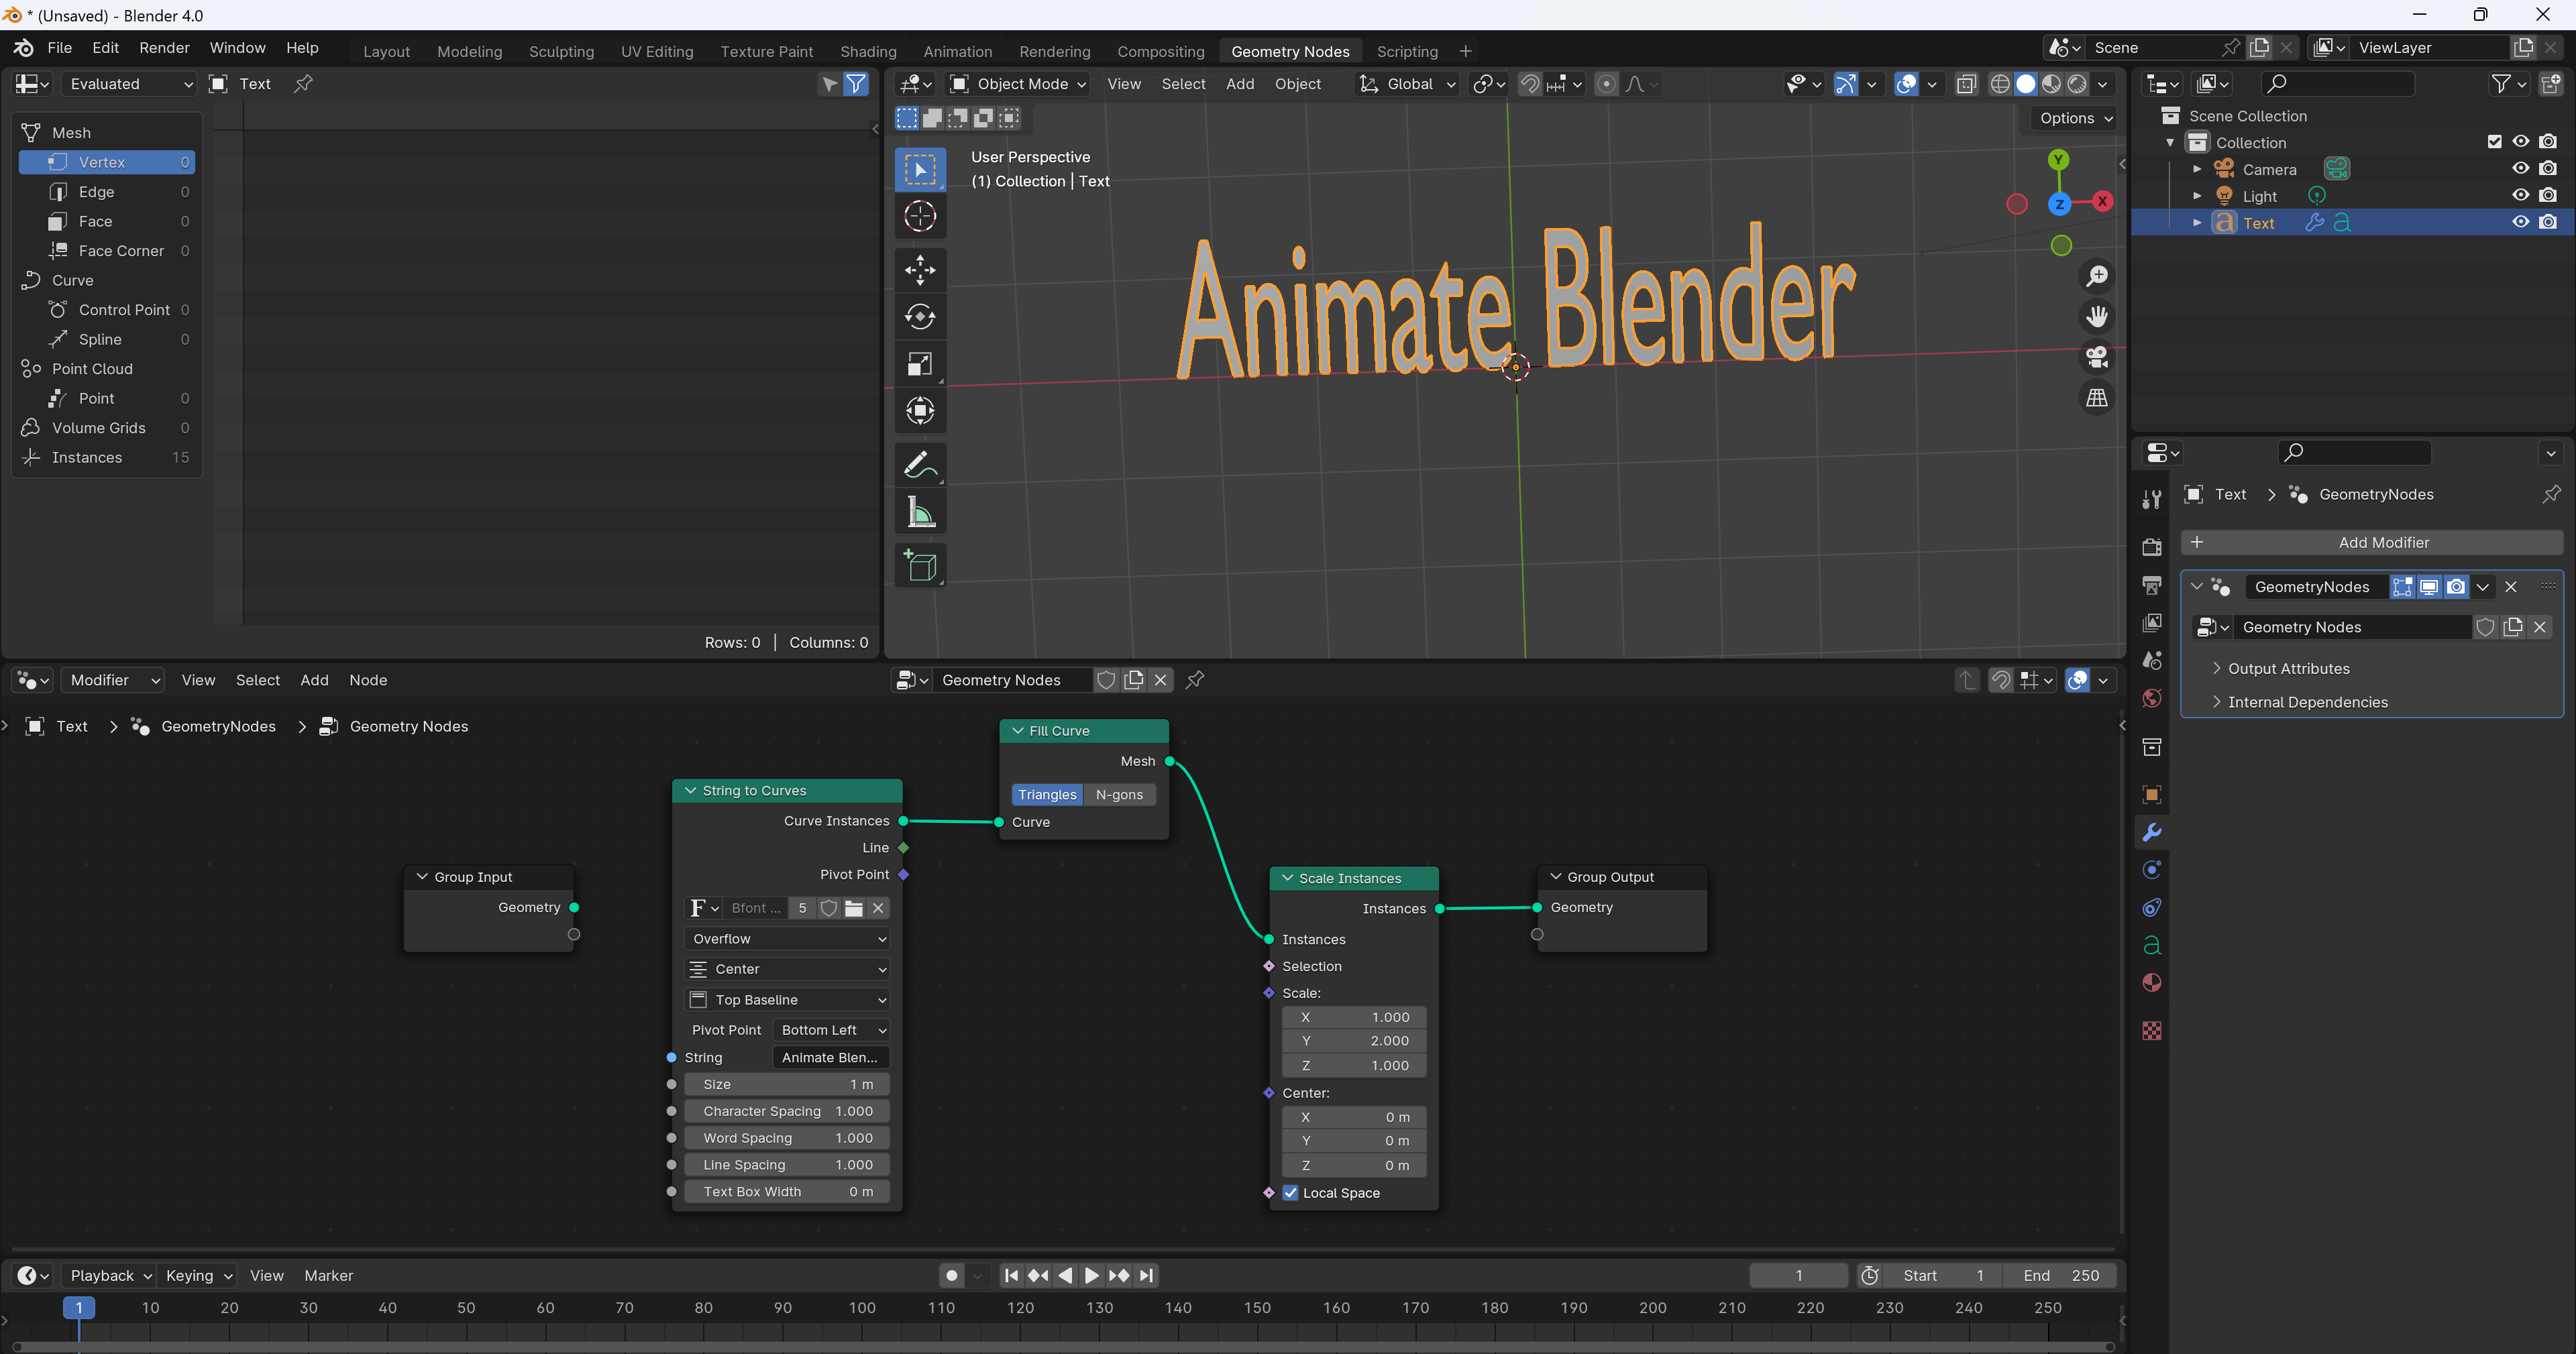 * (Unsaved) - Blender 4.0
File Edit Render Window Help Layout Modeling Sculpting UV Editing Texture Paint Shading Animation Rendering Compositing Geometry Nodes Scripting + Scene ViewLayer
Evaluated Text
Mesh
Vertex 0
Edge 0
Face 0
Face Corner 0
Curve
Control Point 0
Spline 0
Point Cloud
Point 0
Volume Grids 0
Instances 15
Rows: 0 | Columns: 0
Object Mode View Select Add Object Global
Options
User Perspective
(1) Collection | Text
Animate Blender
Y
Z X
Scene Collection
Collection
Camera
Light
a Text a
Text > GeometryNodes
+ Add Modifier
GeometryNodes
Geometry Nodes
Output Attributes
Internal Dependencies
a
Modifier View Select Add Node Geometry Nodes
Text > GeometryNodes > Geometry Nodes
Group Input
Geometry
String to Curves
Curve Instances
Line
Pivot Point
F Bfont ... 5
Overflow
Center
Top Baseline
Pivot Point Bottom Left
String Animate Blen...
Size 1 m
Character Spacing 1.000
Word Spacing 1.000
Line Spacing 1.000
Text Box Width 0 m
Fill Curve
Mesh
Triangles N-gons
Curve
Scale Instances
Instances
Instances
Selection
Scale:
X 1.000
Y 2.000
Z 1.000
Center:
X 0 m
Y 0 m
Z 0 m
Local Space
Group Output
Geometry
Playback Keying View Marker 1 Start 1 End 250
1 10 20 30 40 50 60 70 80 90 100 110 120 130 140 150 160 170 180 190 200 210 220 230 240 250